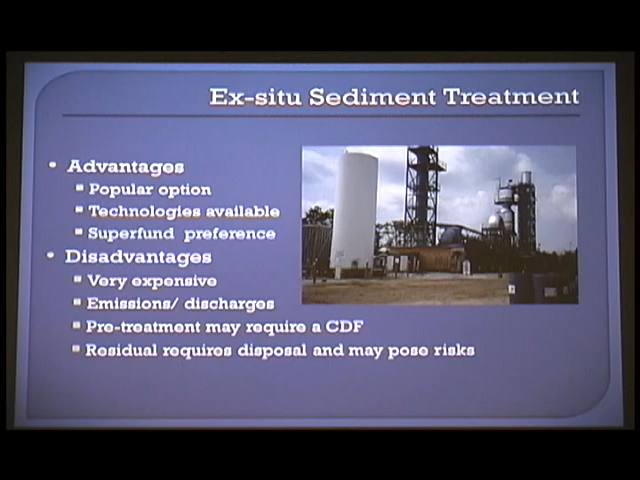 Ex-situ Sediment Treatment
• Advantages
▪ Popular option
▪ Technologies available
▪ Superfund preference
• Disadvantages
▪ Very expensive
▪ Emissions/ discharges
▪ Pre-treatment may require a CDF
▪ Residual requires disposal and may pose risks